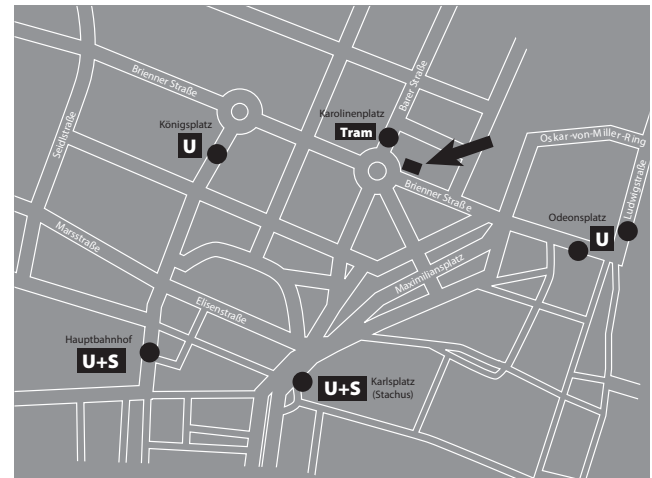 Brienner Straße
Seidlstraße
Königsplatz
U
Karolinenplatz
Tram
Barer Straße
Oskar-von-Miller-Ring
Ludwigstraße
Brienner Straße
Odeonsplatz
U
Marsstraße
Maximiliansplatz
Elisenstraße
Hauptbahnhof
U+S
U+S
Karlsplatz
(Stachus)